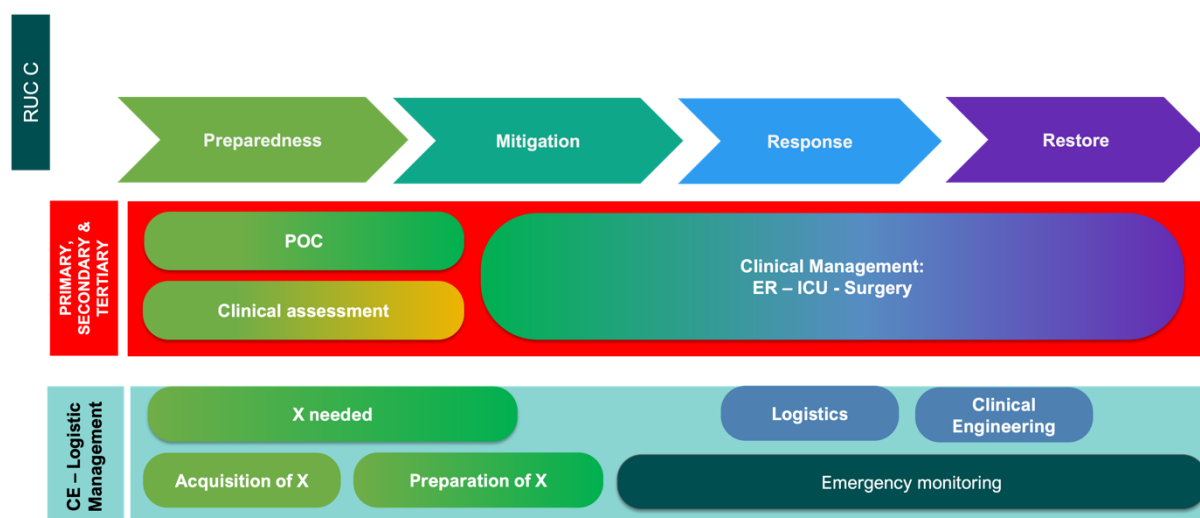 RUC C
Preparedness
Mitigation
Response
Restore
PRIMARY,
SECONDARY &
TERTIARY
POC
Clinical assessment
Clinical Management:
ER – ICU - Surgery
CE – Logistic
Management
X needed
Logistics
Clinical
Engineering
Acquisition of X
Preparation of X
Emergency monitoring